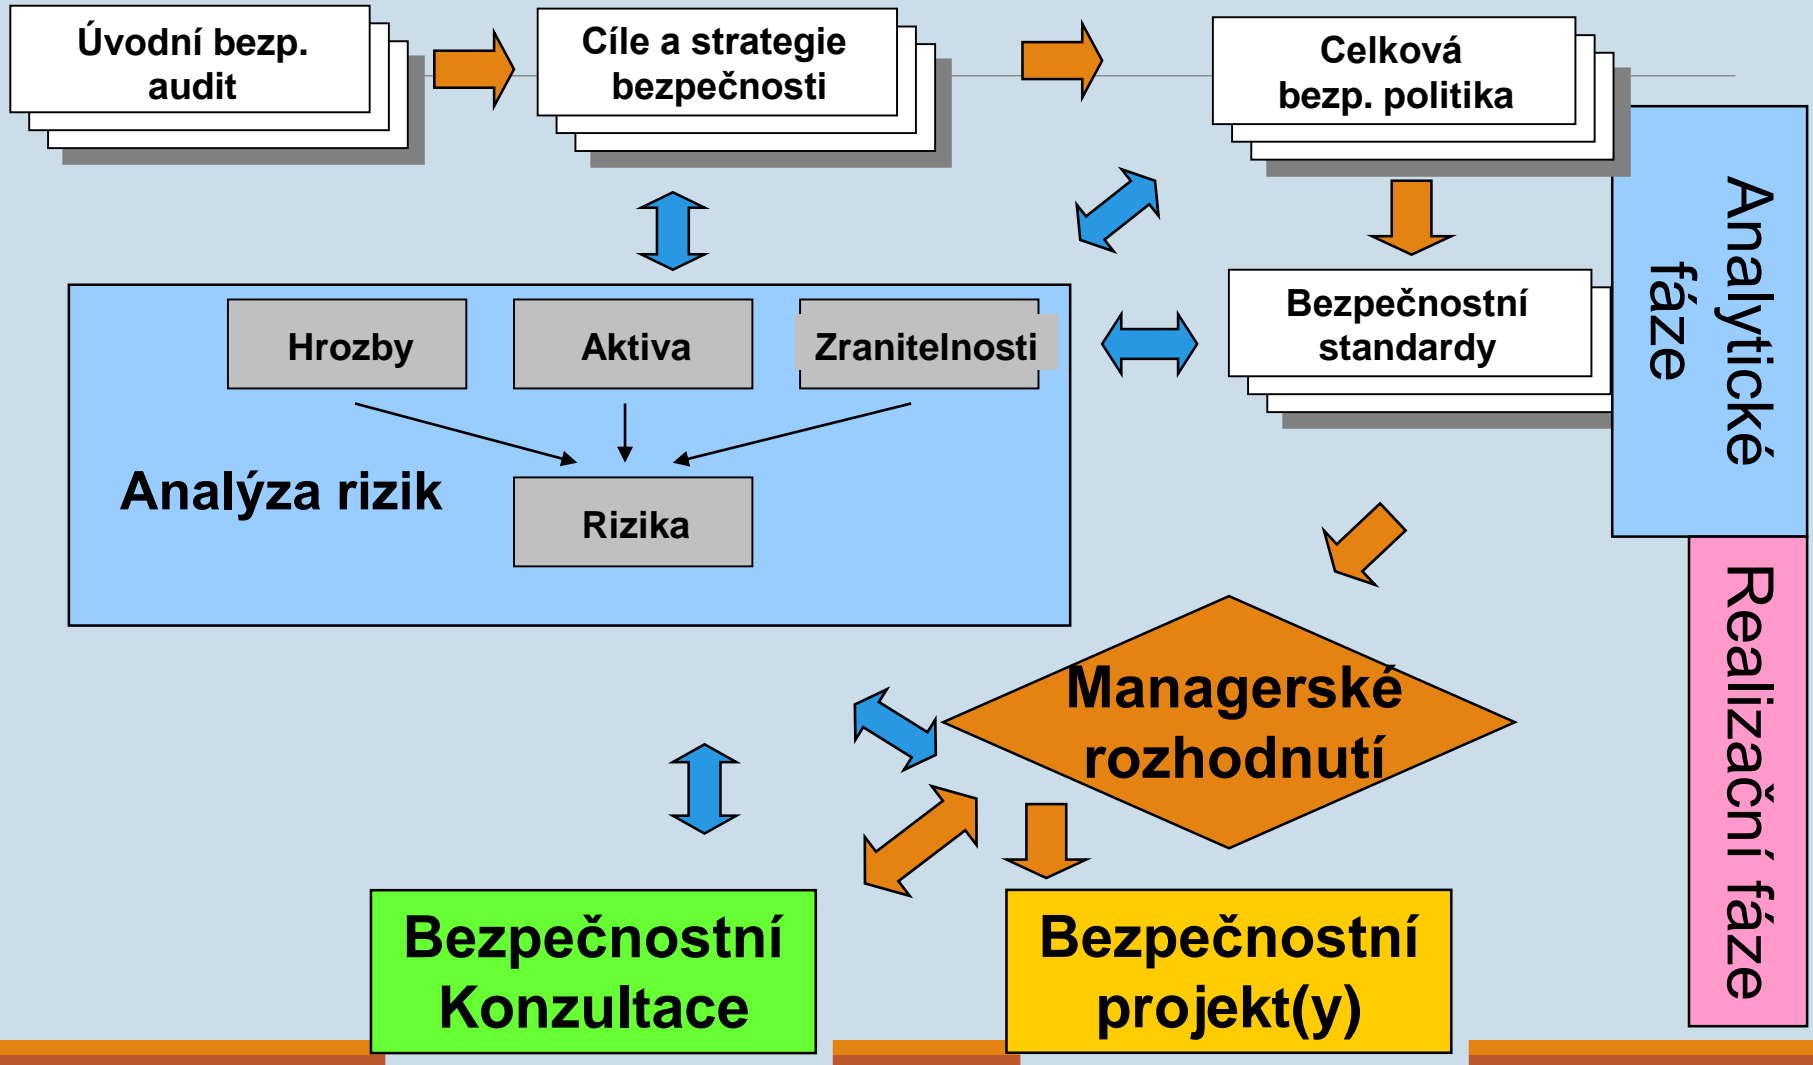 Úvodní bezp.
audit
Cíle a strategie
bezpečnosti
Celková
bezp. politika
Analytické
fáze
Hrozby
Aktiva
Zranitelnosti
Bezpečnostní
standardy
Analýza rizik
Rizika
Managerské
rozhodnutí
Realizační fáze
Bezpečnostní
Konzultace
Bezpečnostní
projekt(y)